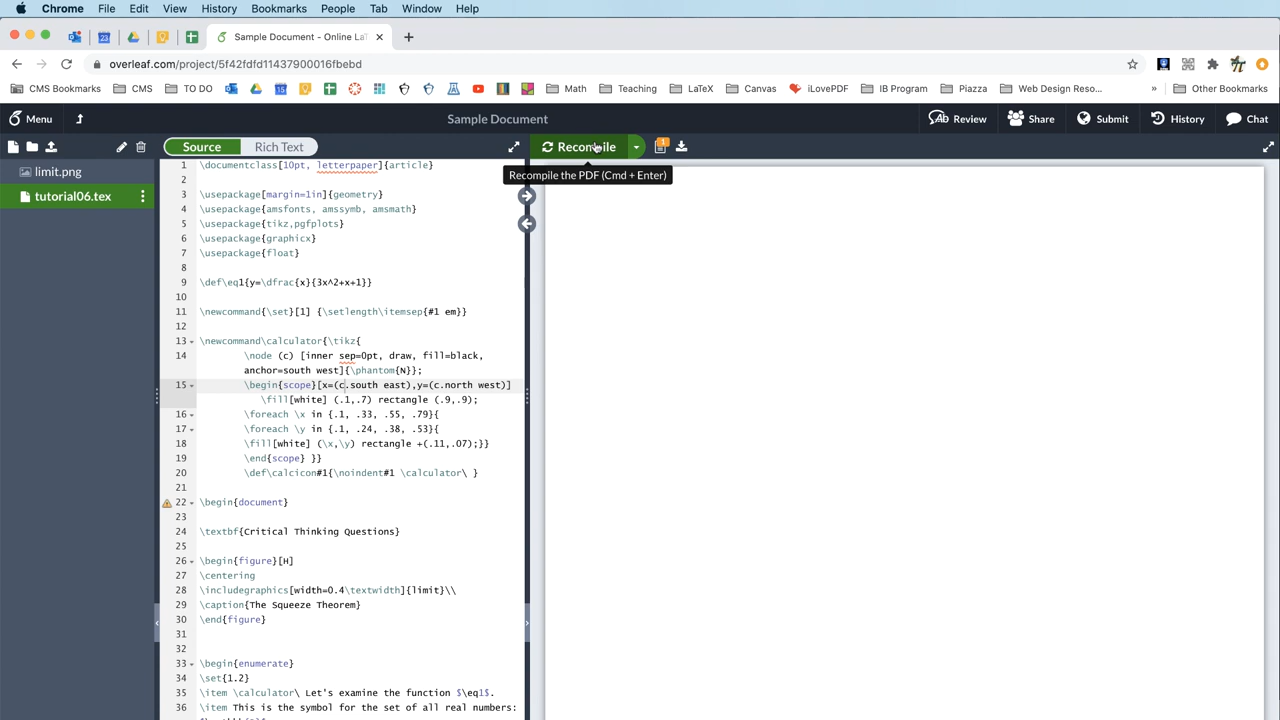 Chrome File Edit View History Bookmarks People Tab Window Help
Sample Document - Online LaT
overleaf.com/project/5f42fdfd11437900016fbebd
CMS Bookmarks CMS TO DO Math Teaching LaTeX Canvas iLovePDF IB Program Piazza Web Design Reso... » Other Bookmarks
Menu Sample Document Review Share Submit History Chat
Source Rich Text Recompile 1
Recompile the PDF (Cmd + Enter)
limit.png
tutorial06.tex
1 \documentclass[10pt, letterpaper]{article}
2
3 \usepackage[margin=1in]{geometry}
4 \usepackage{amsfonts, amssymb, amsmath}
5 \usepackage{tikz,pgfplots}
6 \usepackage{graphicx}
7 \usepackage{float}
8
9 \def\eq1{y=\dfrac{x}{3x^2+x+1}}
10
11 \newcommand{\set}[1] {\setlength\itemsep{#1 em}}
12
13 \newcommand\calculator{\tikz{
14 \node (c) [inner sep=0pt, draw, fill=black,
anchor=south west]{\phantom{N}};
15 \begin{scope}[x=(c.south east),y=(c.north west)]
\fill[white] (.1,.7) rectangle (.9,.9);
16 \foreach \x in {.1, .33, .55, .79}{
17 \foreach \y in {.1, .24, .38, .53}{
18 \fill[white] (\x,\y) rectangle +(.11,.07);}}
19 \end{scope} }}
20 \def\calcicon#1{\noindent#1 \calculator\ }
21
22 \begin{document}
23
24 \textbf{Critical Thinking Questions}
25
26 \begin{figure}[H]
27 \centering
28 \includegraphics[width=0.4\textwidth]{limit}\\
29 \caption{The Squeeze Theorem}
30 \end{figure}
31
32
33 \begin{enumerate}
34 \set{1.2}
35 \item \calculator\ Let's examine the function $\eq1$.
36 \item This is the symbol for the set of all real numbers: